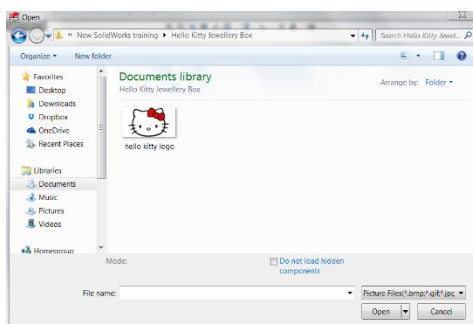 Open
« New SolidWorks training ▸ Hello Kitty Jewellery Box
Search Hello Kitty Jewel...
Organize ▾ New folder
Favorites
Desktop
Downloads
Dropbox
OneDrive
Recent Places
Libraries
Documents
Music
Pictures
Videos
Homegroup
Documents library
Hello Kitty Jewellery Box
Arrange by: Folder ▾
hello kitty logo
Mode:
Do not load hidden
components
File name:
Picture Files(*.bmp;*.gif;*.jpc
Open
Cancel